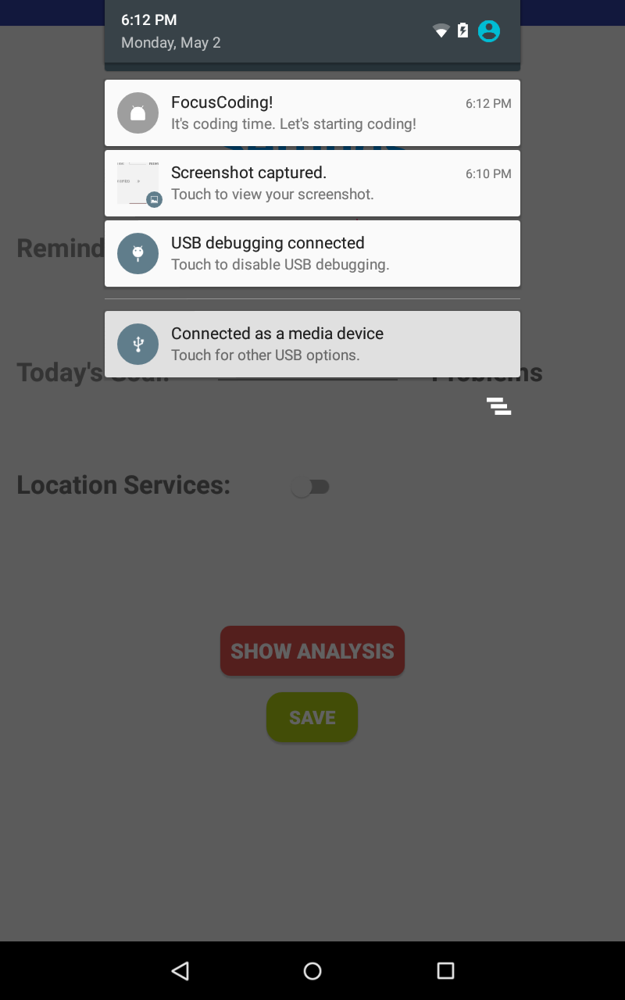 6:12 PM
Monday, May 2
FocusCoding!
6:12 PM
It's coding time. Let's starting coding!
Screenshot captured.
6:10 PM
Touch to view your screenshot.
Remind
USB debugging connected
Touch to disable USB debugging.
Connected as a media device
Touch for other USB options.
Today's Goal: Problems
Location Services:
SHOW ANALYSIS
SAVE